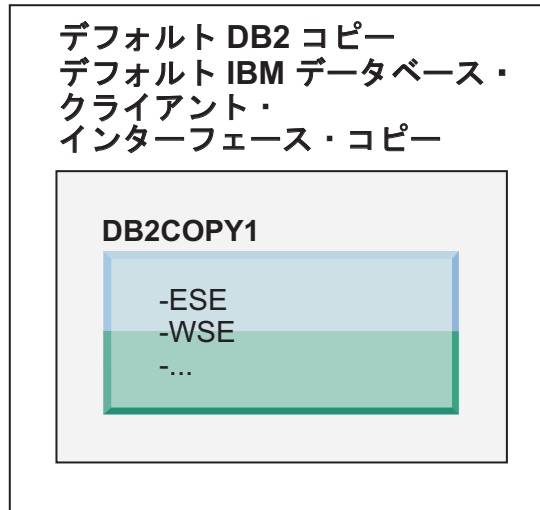 デフォルト DB2 コピー
デフォルト IBM データベース・
クライアント・
インターフェース・コピー
DB2COPY1
-ESE
-WSE
-...